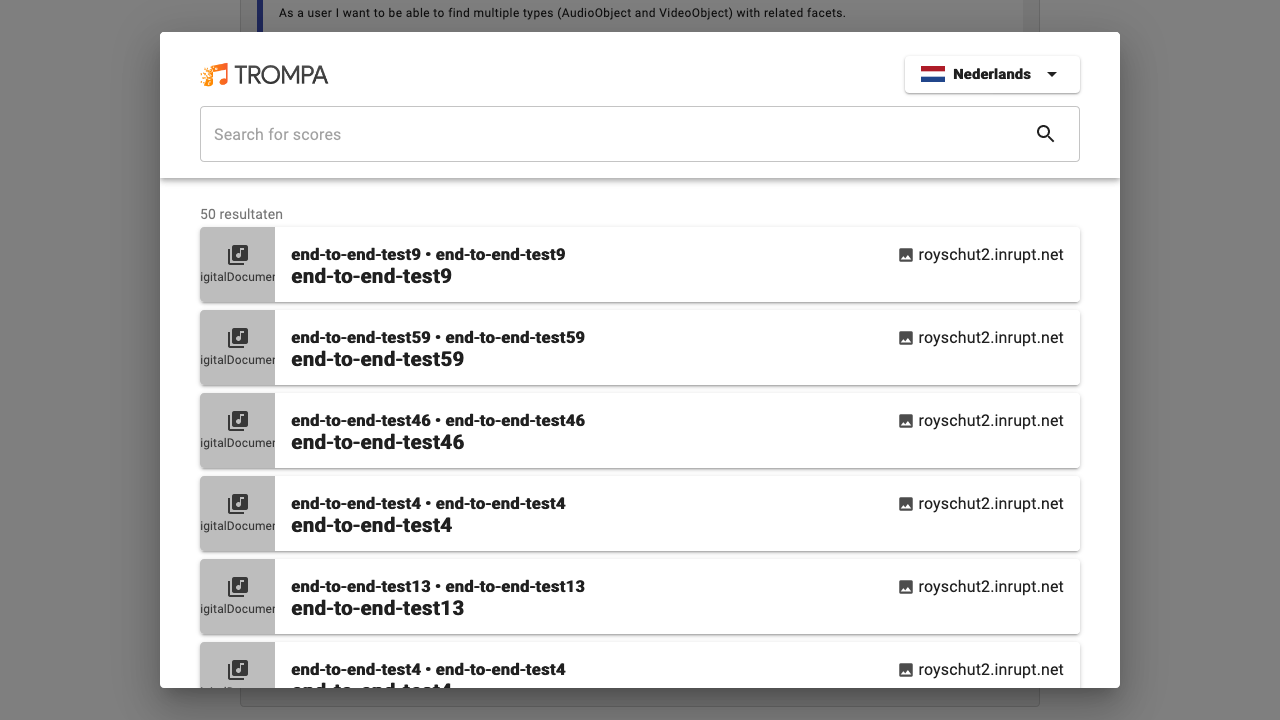 As a user I want to be able to find multiple types (AudioObject and VideoObject) with related facets.
TROMPA
Nederlands
Search for scores
50 resultaten
igitalDocumen
end-to-end-test9 • end-to-end-test9
end-to-end-test9
royschut2.inrupt.net
igitalDocumen
end-to-end-test59 • end-to-end-test59
end-to-end-test59
royschut2.inrupt.net
igitalDocumen
end-to-end-test46 • end-to-end-test46
end-to-end-test46
royschut2.inrupt.net
igitalDocumen
end-to-end-test4 • end-to-end-test4
end-to-end-test4
royschut2.inrupt.net
igitalDocumen
end-to-end-test13 • end-to-end-test13
end-to-end-test13
royschut2.inrupt.net
end-to-end-test4 • end-to-end-test4
end-to-end-test4
royschut2.inrupt.net